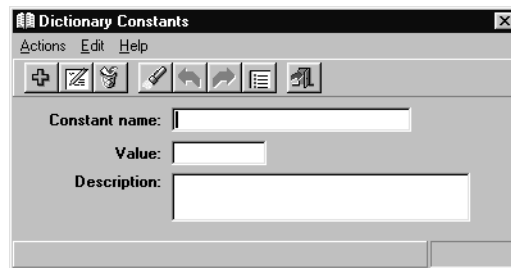 Dictionary Constants
Actions Edit Help
Constant name:
Value:
Description: